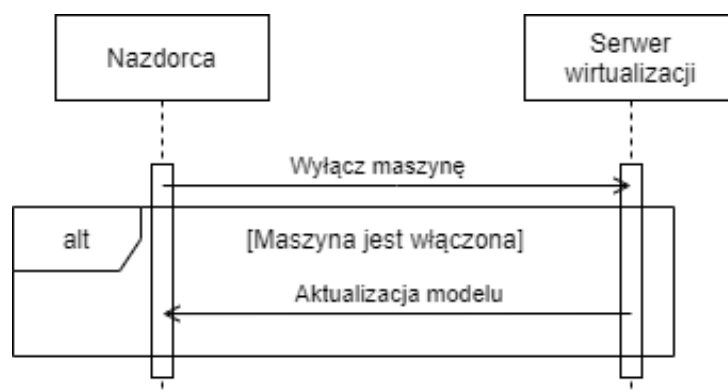 Nazdorca
Serwer
wirtualizacji
Wyłącz maszynę
alt
[Maszyna jest włączona]
Aktualizacja modelu